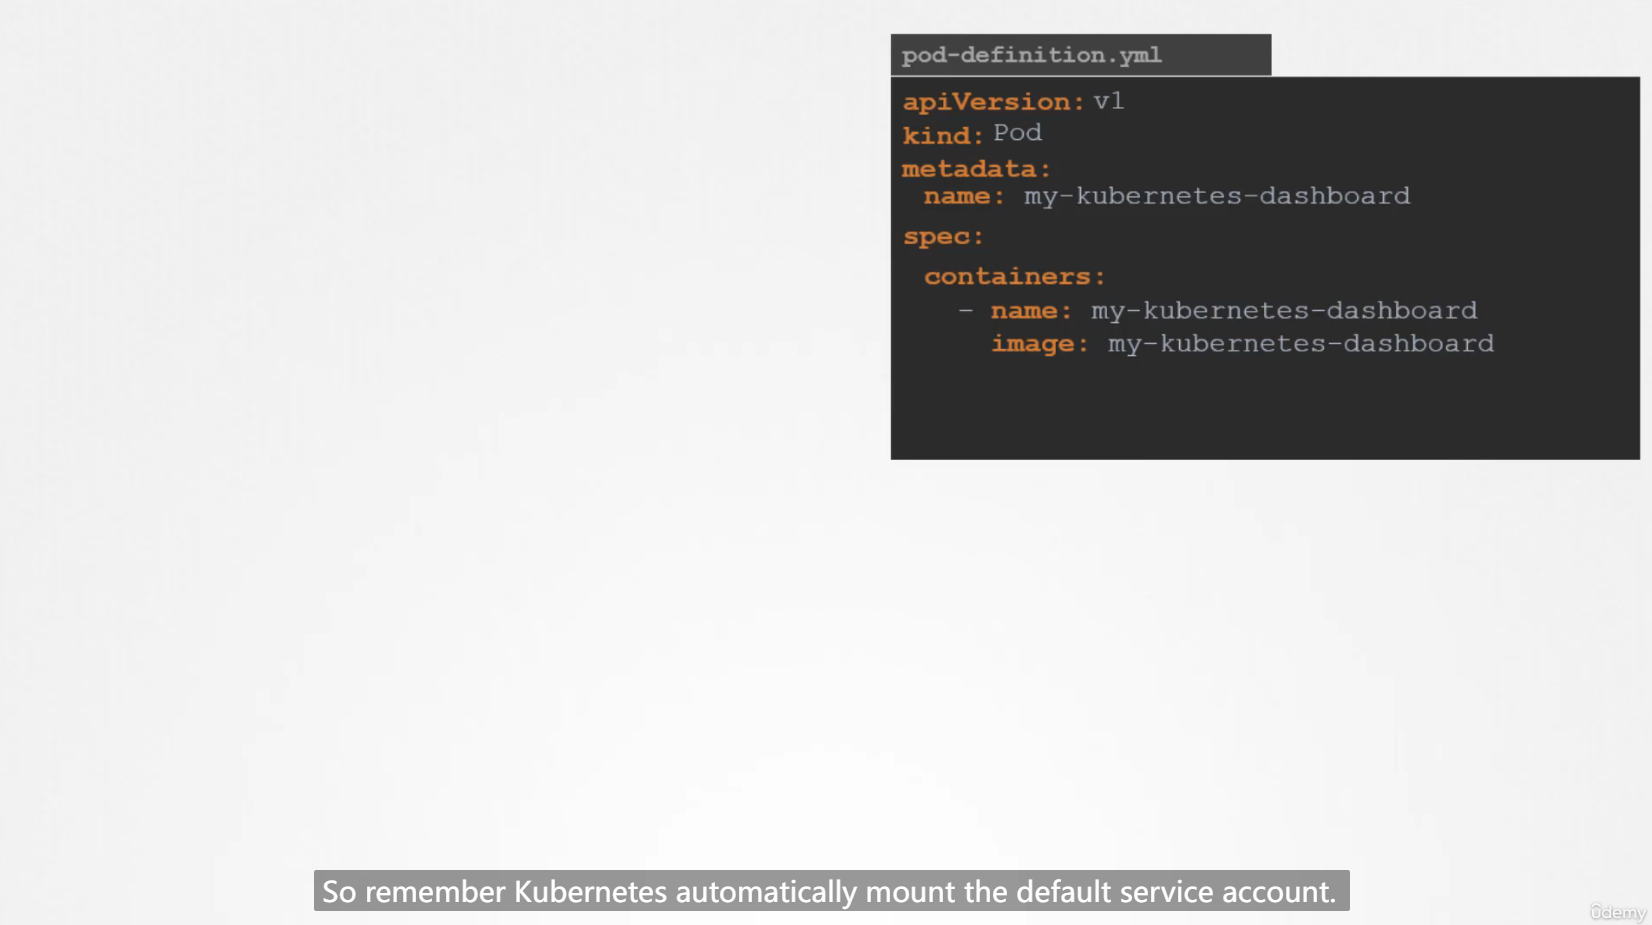 pod-definition.yml
apiVersion: v1
kind: Pod
metadata:
name: my-kubernetes-dashboard
spec:
containers:
- name: my-kubernetes-dashboard
image: my-kubernetes-dashboard
So remember Kubernetes automatically mount the default service account.
ûdemy